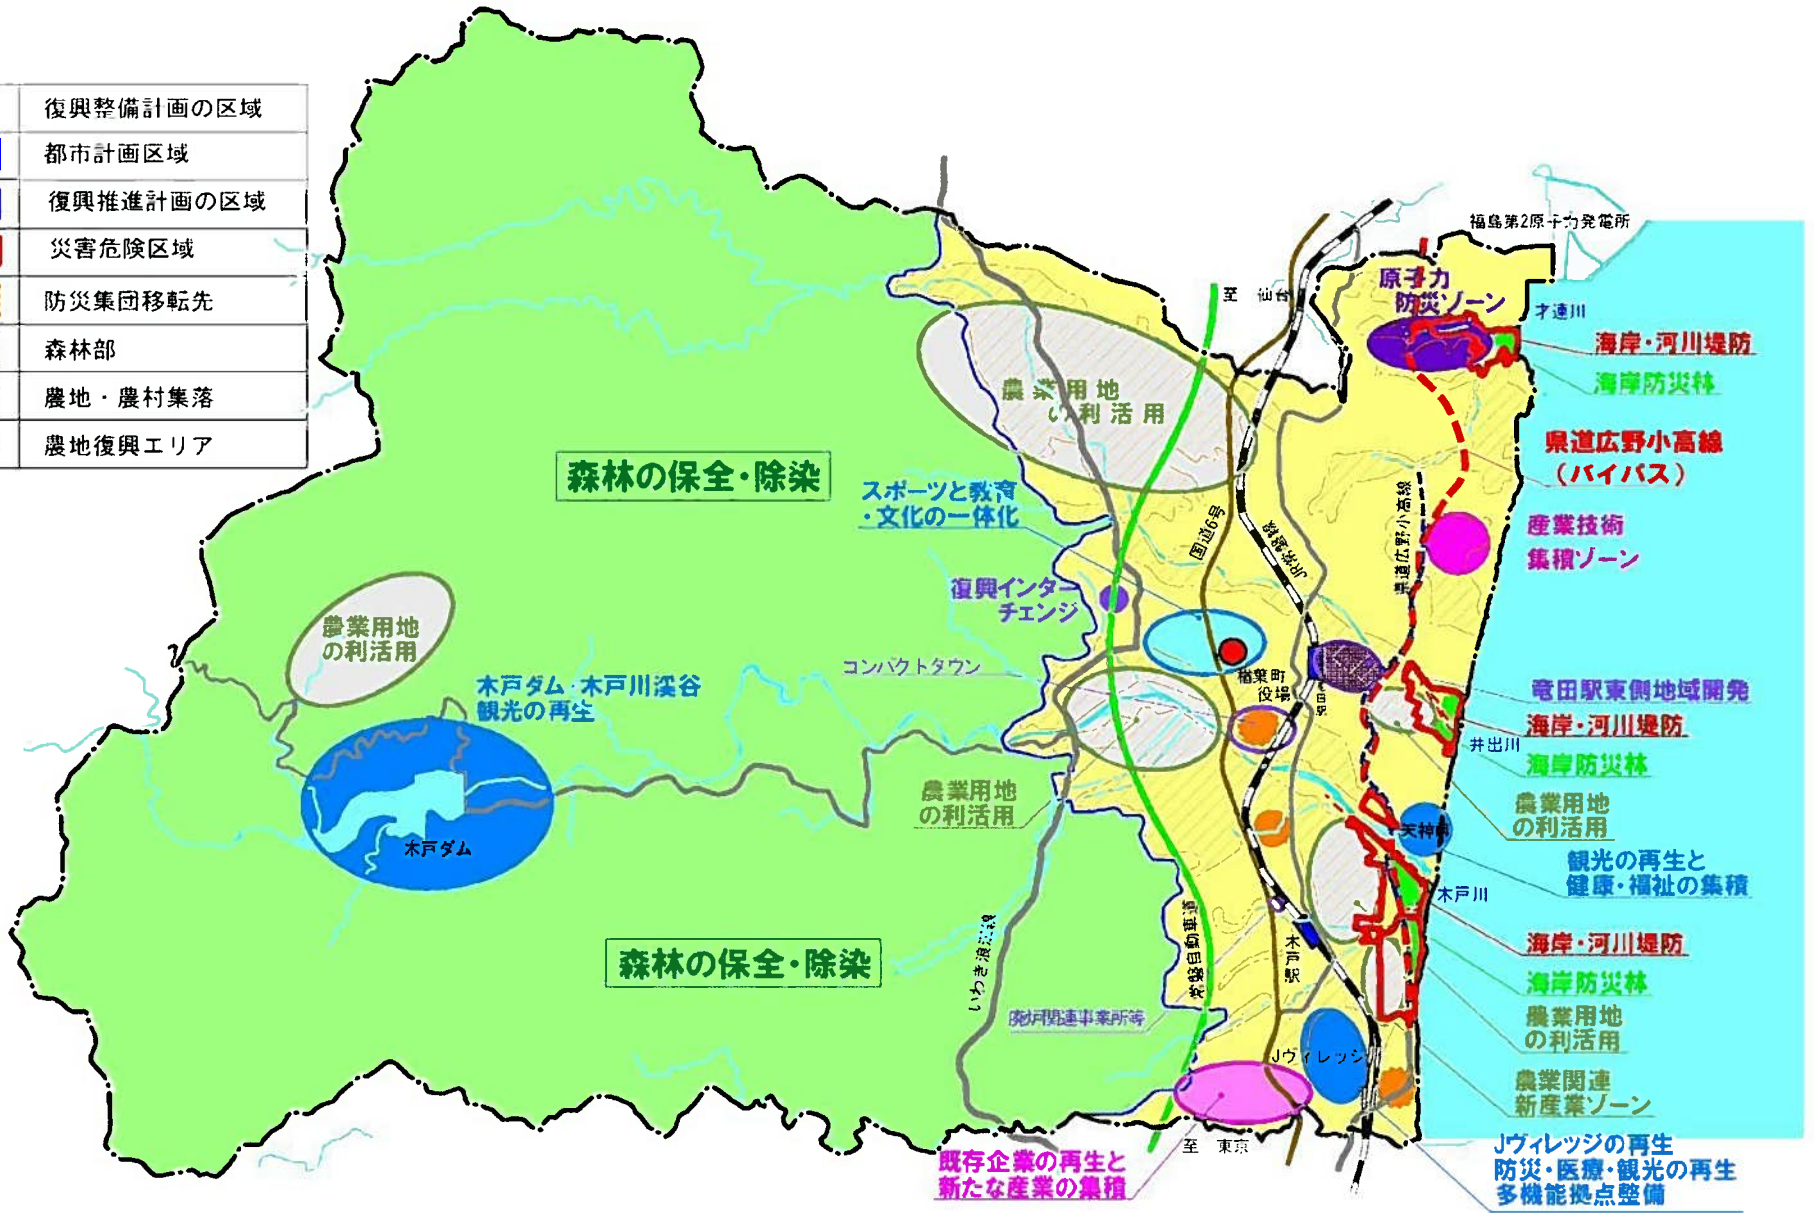 復興整備計画の区域
都市計画区域
復興推進計画の区域
災害危険区域
防災集団移転先
森林部
農地・農村集落
農地復興エリア
福島第2原子力発電所
原子力
防災ゾーン
才連川
至 仙台
海岸・河川堤防
海岸防災林
農業用地
の利活用
県道広野小高線
(バイパス)
森林の保全・除染
スポーツと教育
・文化の一体化
国道6号
JR常磐線
県道広野小高線
産業技術
集積ゾーン
復興インター
チェンジ
農業用地
の利活用
コンパクトタウン
楢葉町
役場
竜田駅東側地域開発
木戸ダム・木戸川渓谷
観光の再生
海岸・河川堤防
井出川
海岸防災林
農業用地
の利活用
農業用地
の利活用
天神岬
木戸ダム
観光の再生と
健康・福祉の集積
木戸川
森林の保全・除染
いわき浪江線
常磐自動車道
木戸駅
海岸・河川堤防
海岸防災林
廃炉関連事業所等
農業用地
の利活用
Jヴィレッジ
農業関連
新産業ゾーン
至 東京
既存企業の再生と
新たな産業の集積
Jヴィレッジの再生
防災・医療・観光の再生
多機能拠点整備